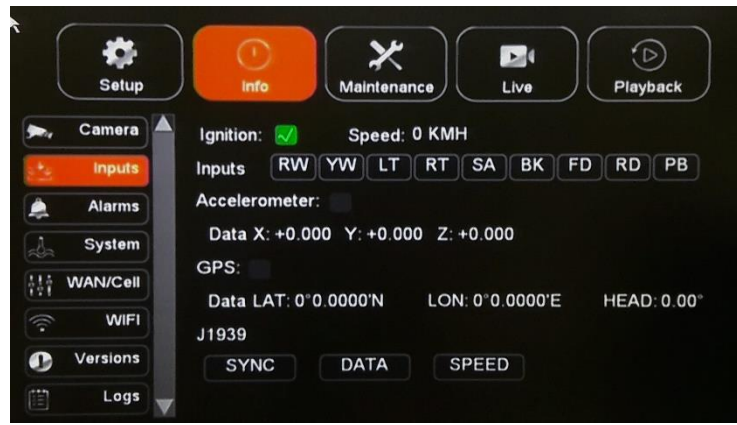 Setup
Info
Maintenance
Live
Playback
Camera
Inputs
Alarms
System
WAN/Cell
WIFI
Versions
Logs
Ignition: Speed: 0 KMH
Inputs RW YW LT RT SA BK FD RD PB
Accelerometer:
Data X: +0.000 Y: +0.000 Z: +0.000
GPS:
Data LAT: 0°0.0000'N LON: 0°0.0000'E HEAD: 0.00°
J1939
SYNC DATA SPEED